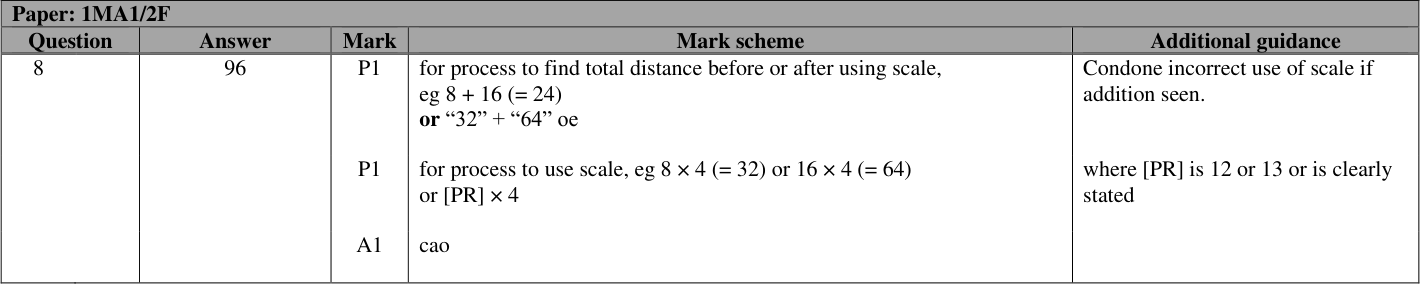 Paper: 1MA1/2F
Question Answer Mark Mark scheme Additional guidance
8 96 P1 for process to find total distance before or after using scale, Condone incorrect use of scale if
eg 8 + 16 (= 24) addition seen.
or “32” + “64” oe
P1 for process to use scale, eg 8 × 4 (= 32) or 16 × 4 (= 64) where [PR] is 12 or 13 or is clearly
or [PR] × 4 stated
A1 cao